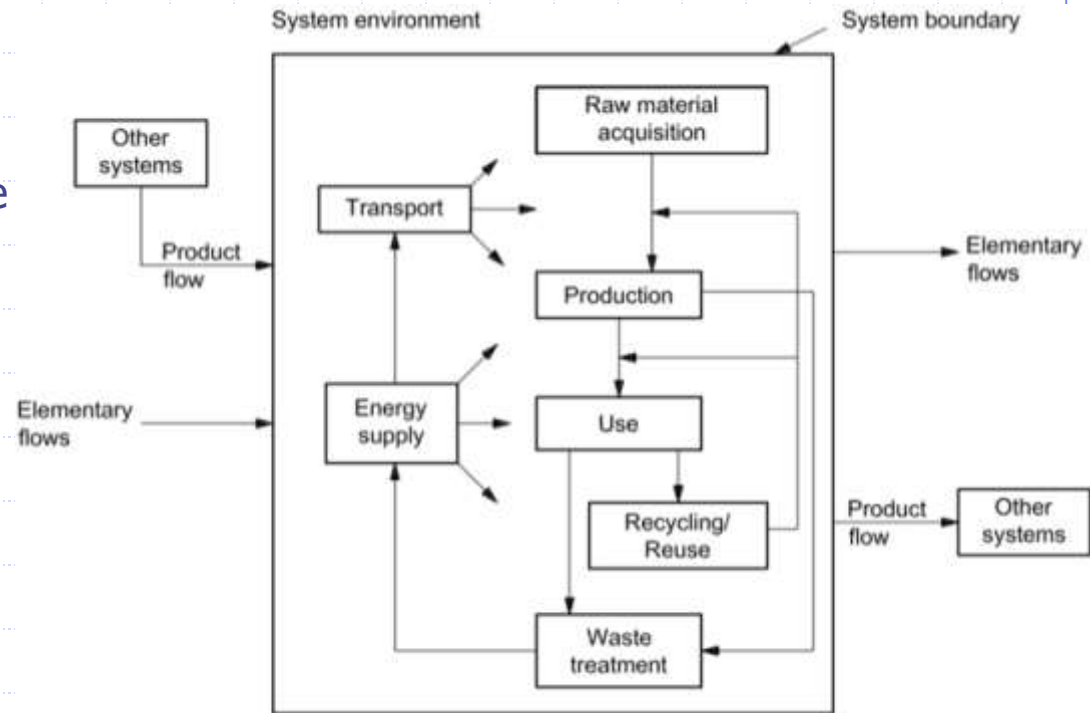 System environment
System boundary
Raw material
acquisition
Other
systems
Transport
Product
flow
Elementary
flows
Production
Energy
supply
Elementary
flows
Use
Recycling/
Reuse
Product
flow
Other
systems
Waste
treatment